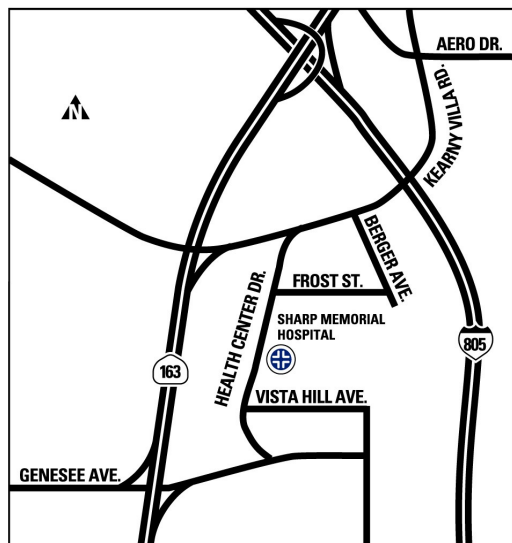 AERO DR.
KEARNY VILLA RD.
N
BERGER AVE.
FROST ST.
HEALTH CENTER DR.
SHARP MEMORIAL
HOSPITAL
805
163
VISTA HILL AVE.
GENESEE AVE.